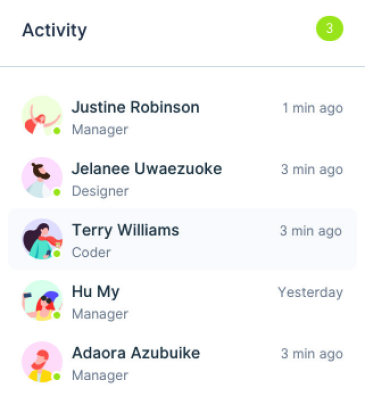 Activity 3
Justine Robinson 1 min ago
Manager
Jelanee Uwaezuoke 3 min ago
Designer
Terry Williams 3 min ago
Coder
Hu My Yesterday
Manager
Adaora Azubuike 3 min ago
Manager